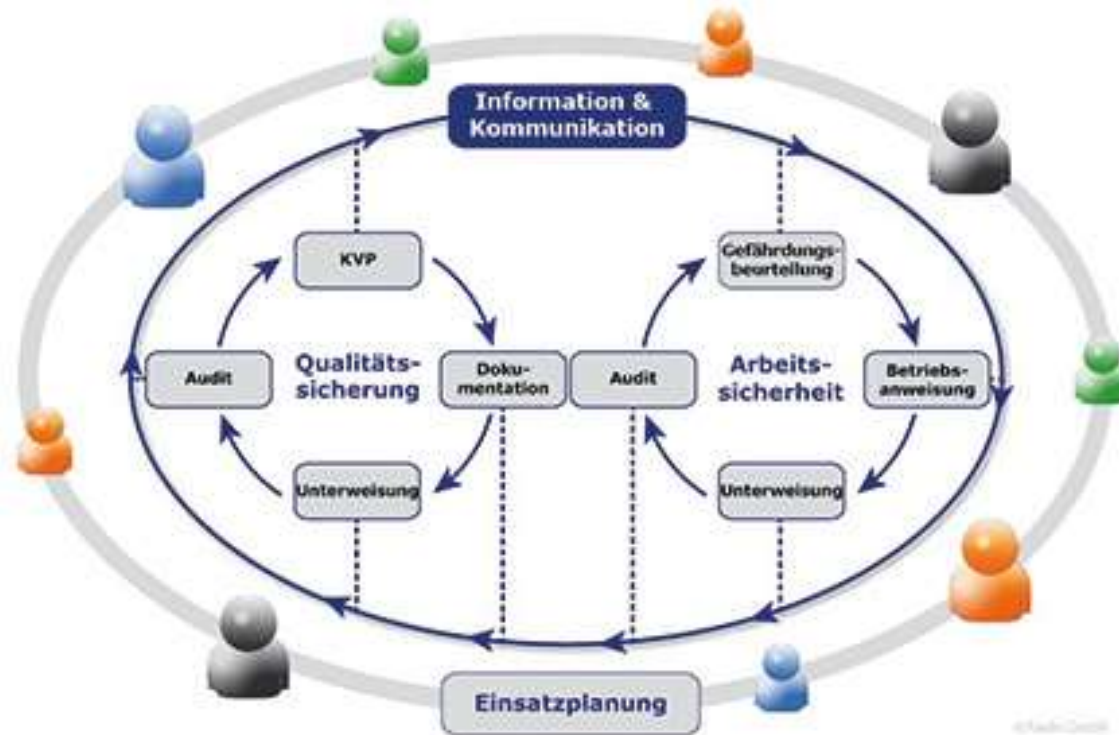 Information &
Kommunikation
KVP
Gefährdungs-
beurteilung
Audit
Qualitäts-
sicherung
Doku-
mentation
Audit
Arbeits-
sicherheit
Betriebs-
anweisung
Unterweisung
Unterweisung
Einsatzplanung